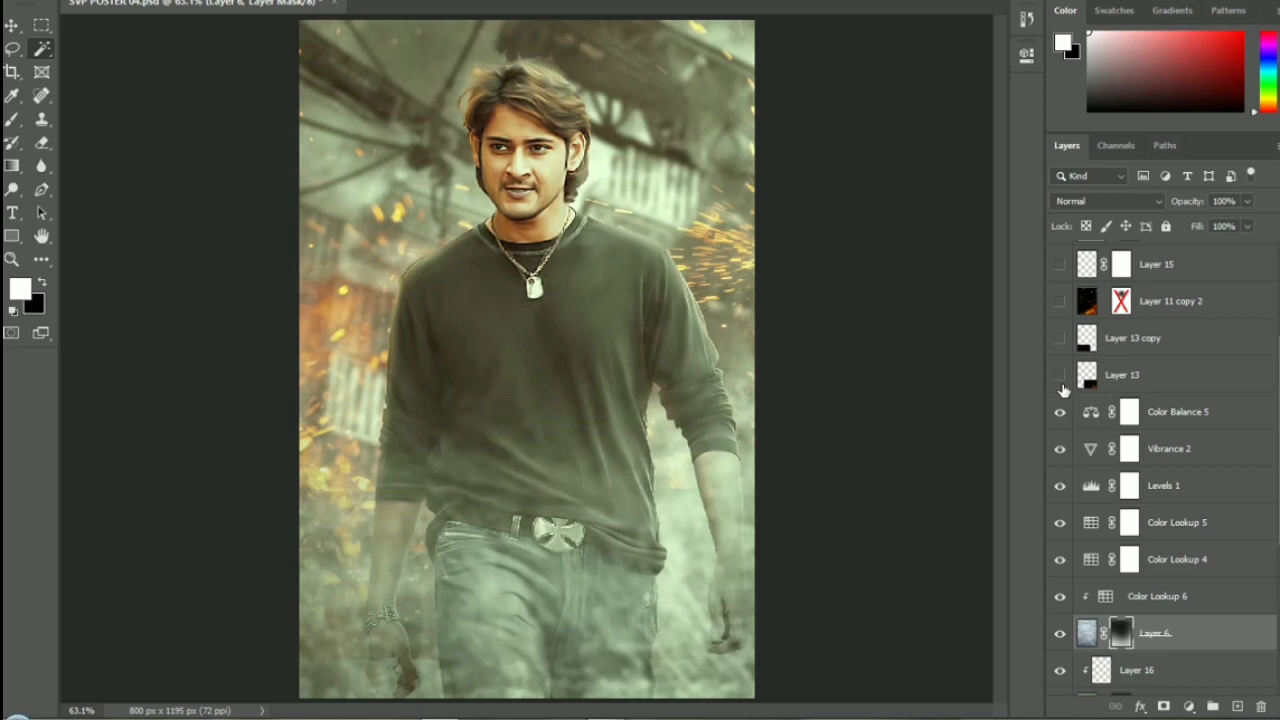 SVP POSTER 04.psd @ 63.1% (Layer 6, Layer Mask/8) *
Color Swatches Gradients Patterns
Layers Channels Paths
Kind
Normal Opacity: 100%
Lock: Fill: 100%
Layer 15
Layer 11 copy 2
Layer 13 copy
Layer 13
Color Balance 5
Vibrance 2
Levels 1
Color Lookup 5
Color Lookup 4
Color Lookup 6
Layer 6
Layer 16
63.1% 800 px x 1195 px (72 ppi)